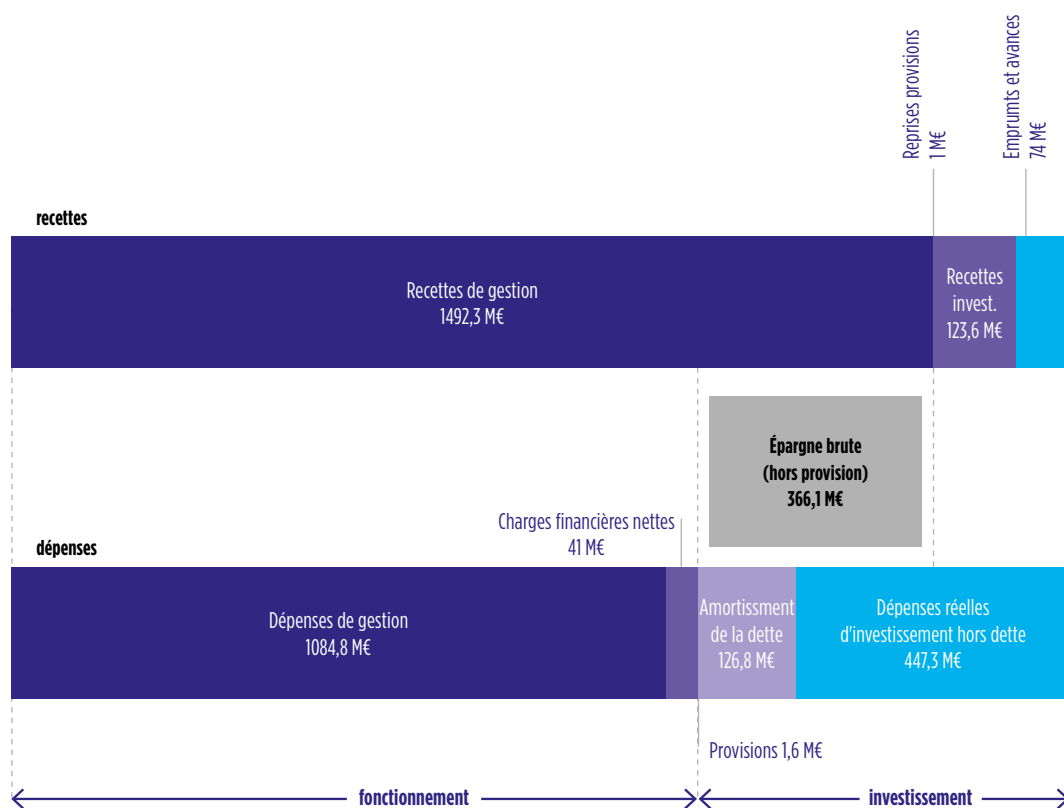 Reprises provisions
1 M€
Emprumts et avances
74 M€
recettes
Recettes de gestion
1492,3 M€
Recettes
invest.
123,6 M€
Épargne brute
(hors provision)
366,1 M€
Charges financières nettes
41 M€
dépenses
Dépenses de gestion
1084,8 M€
Amortissment
de la dette
126,8 M€
Dépenses réelles
d'investissement hors dette
447,3 M€
Provisions 1,6 M€
fonctionnement
investissement